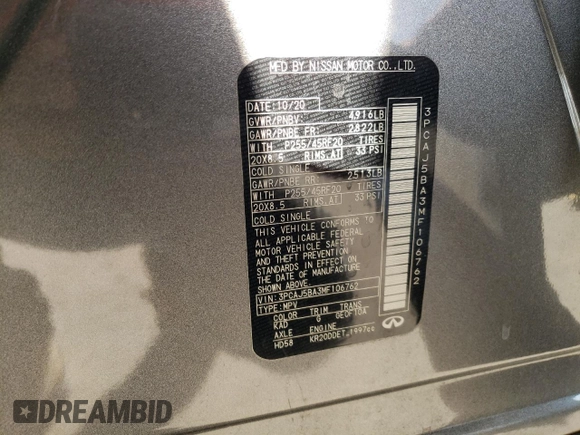 MFD BY NISSAN MOTOR CO.,LTD.
DATE:10/20
GVWR/PNBV: 4916LB
GAWR/PNBE FR: 2822LB
WITH P255/45RF20 TIRES
20X8.5 RIMS,AT 33 PSI
COLD SINGLE
GAWR/PNBE RR: 2513LB
WITH P255/45RF20 TIRES
20X8.5 RIMS,AT 33 PSI
COLD SINGLE
THIS VEHICLE CONFORMS TO
ALL APPLICABLE FEDERAL
MOTOR VEHICLE SAFETY
AND THEFT PREVENTION
STANDARDS IN EFFECT ON
THE DATE OF MANUFACTURE
SHOWN ABOVE.
VIN:3PCAJ5BA3MF106762
TYPE:MPV
COLOR TRIM TRANS
KAD G GE0F10A
AXLE ENGINE
HD58 KR20DDET 1997cc
3PCAJ5BA3MF106762
DREAMBID